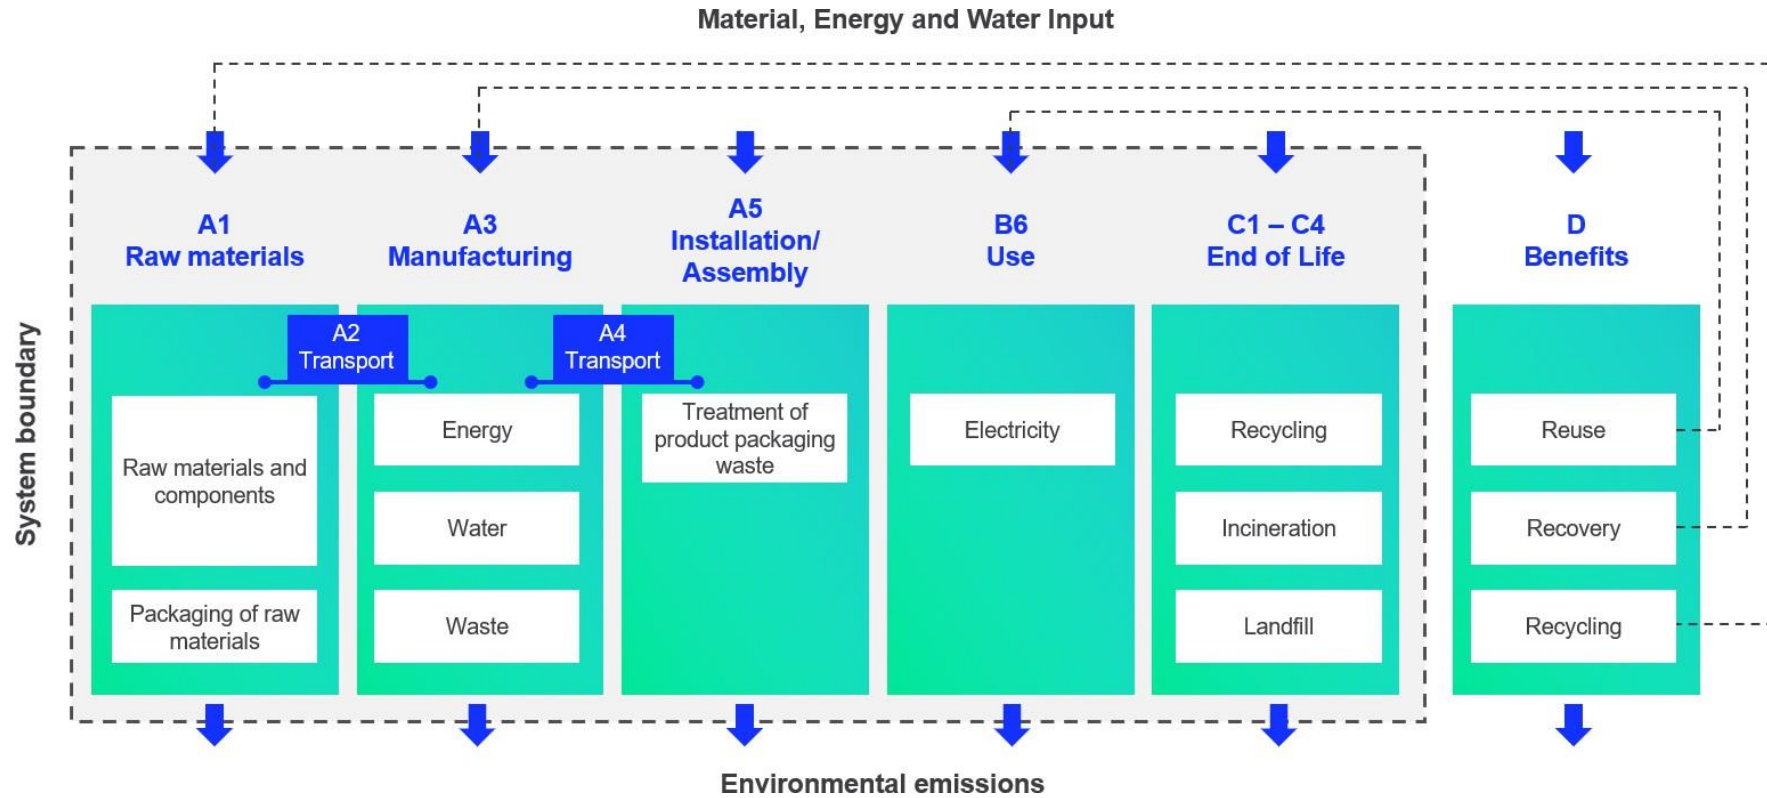 Material, Energy and Water Input
System boundary
A1
Raw materials
A3
Manufacturing
A5
Installation/
Assembly
B6
Use
C1 – C4
End of Life
D
Benefits
A2
Transport
A4
Transport
Raw materials and
components
Packaging of raw
materials
Energy
Water
Waste
Treatment of
product packaging
waste
Electricity
Recycling
Incineration
Landfill
Reuse
Recovery
Recycling
Environmental emissions